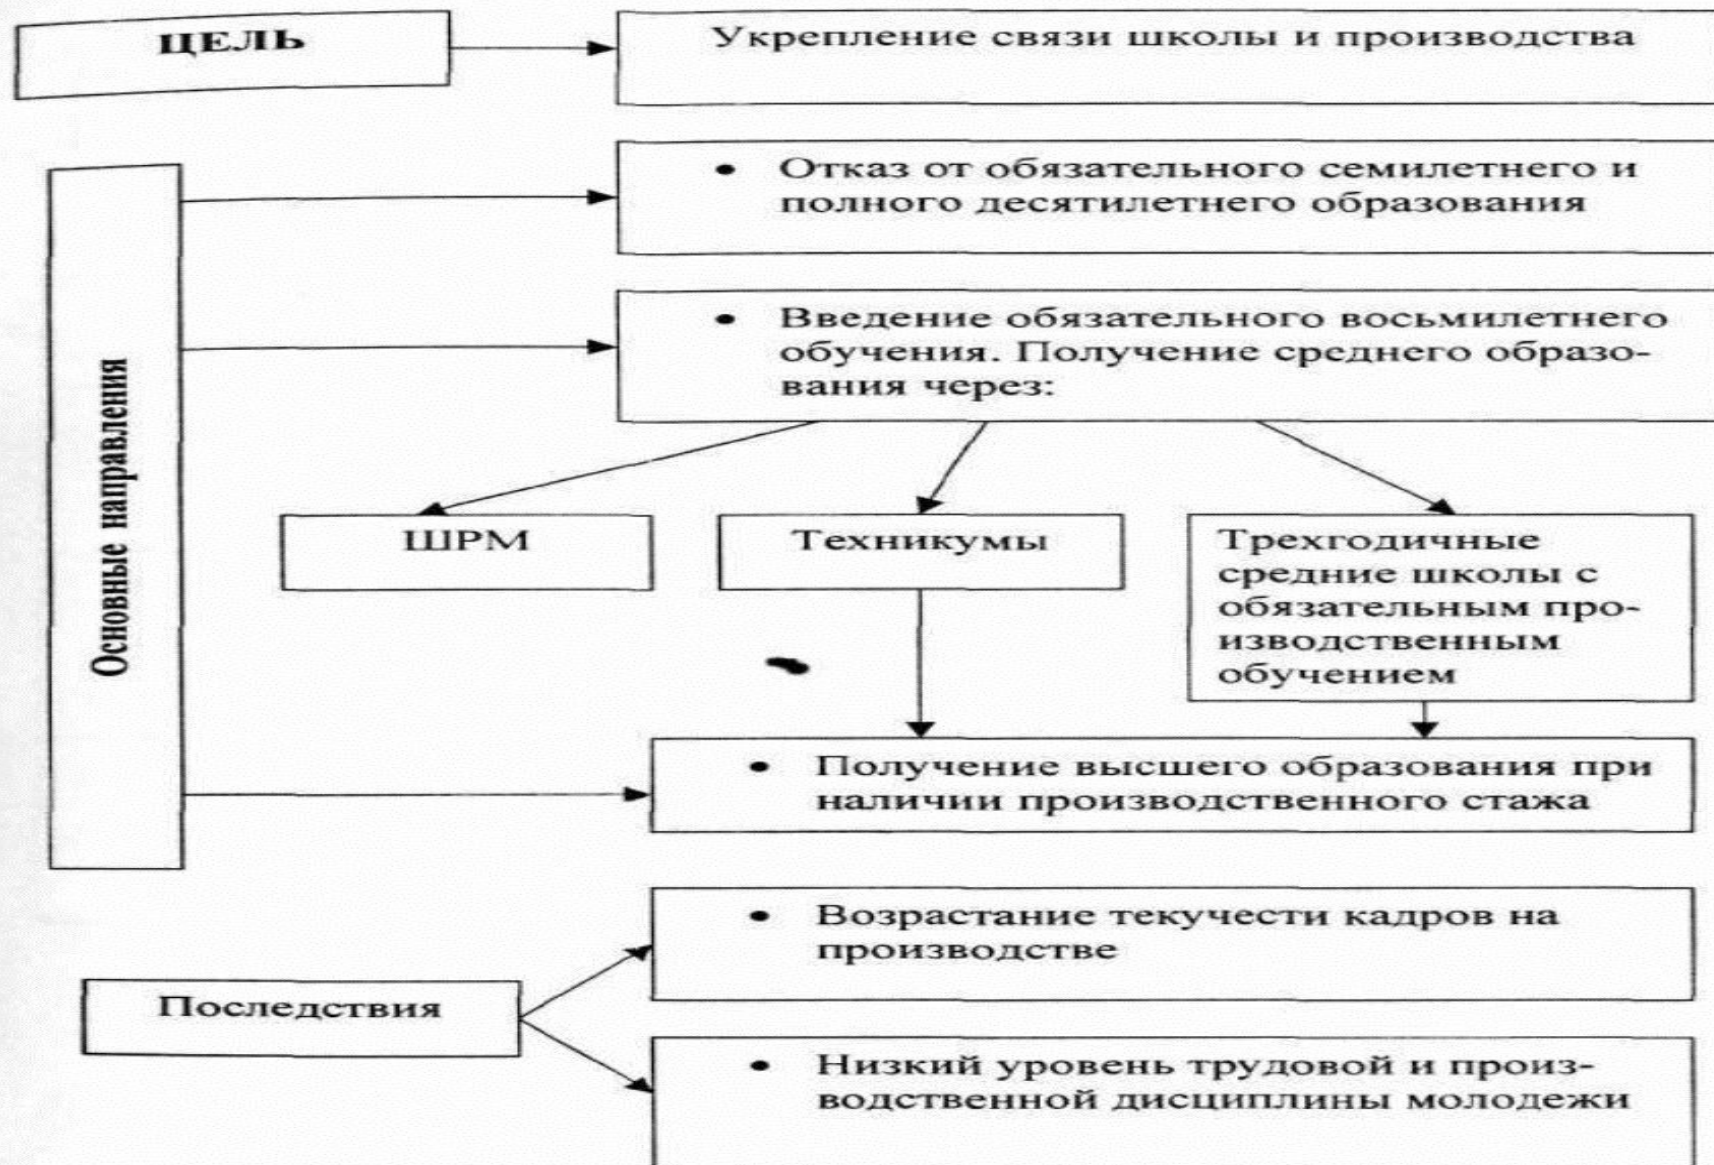 ЦЕЛЬ
Укрепление связи школы и производства
Основные направления
• Отказ от обязательного семилетнего и
полного десятилетнего образования
• Введение обязательного восьмилетнего
обучения. Получение среднего образо-
вания через:
ШРМ
Техникумы
Трехгодичные
средние школы с
обязательным про-
изводственным
обучением
• Получение высшего образования при
наличии производственного стажа
Последствия
• Возрастание текучести кадров на
производстве
• Низкий уровень трудовой и произ-
водственной дисциплины молодежи